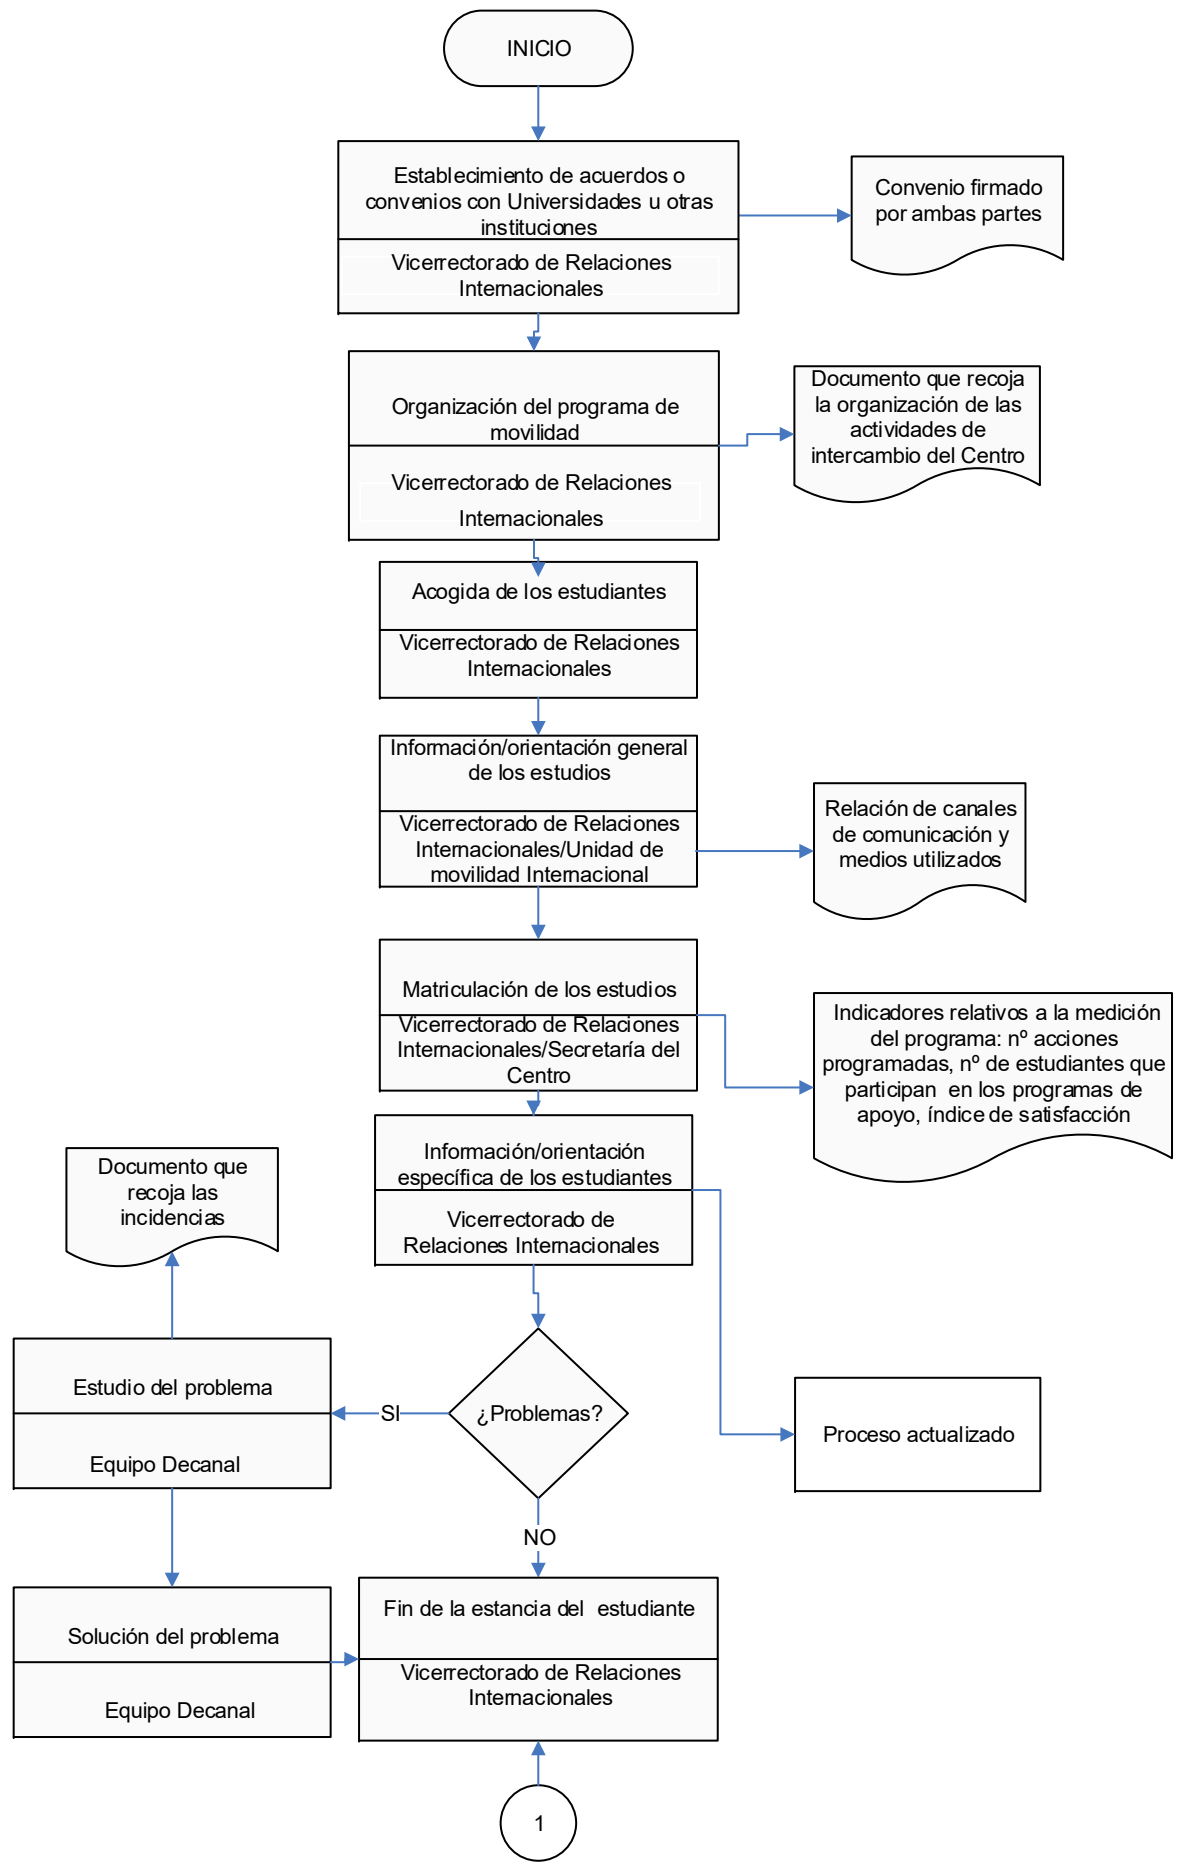 INICIO
Establecimiento de acuerdos o
convenios con Universidades u otras
instituciones
Vicerrectorado de Relaciones
Internacionales
Convenio firmado
por ambas partes
Organización del programa de
movilidad
Vicerrectorado de Relaciones
Internacionales
Documento que recoja
la organización de las
actividades de
intercambio del Centro
Acogida de los estudiantes
Vicerrectorado de Relaciones
Internacionales
Información/orientación general
de los estudios
Vicerrectorado de Relaciones
Internacionales/Unidad de
movilidad Internacional
Relación de canales
de comunicación y
medios utilizados
Matriculación de los estudios
Vicerrectorado de Relaciones
Internacionales/Secretaría del
Centro
Indicadores relativos a la medición
del programa: nº acciones
programadas, nº de estudiantes que
participan en los programas de
apoyo, índice de satisfacción
Información/orientación
específica de los estudiantes
Vicerrectorado de
Relaciones Internacionales
Documento que
recoja las
incidencias
¿Problemas?
SI
Estudio del problema
Equipo Decanal
Proceso actualizado
NO
Solución del problema
Equipo Decanal
Fin de la estancia del estudiante
Vicerrectorado de Relaciones
Internacionales
1